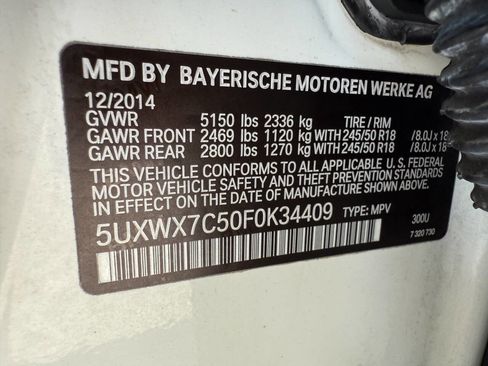 MFD BY BAYERISCHE MOTOREN WERKE AG
12/2014
GVWR 5150 lbs 2336 kg TIRE / RIM
GAWR FRONT 2469 lbs 1120 kg WITH 245/50 R18 /8.0J x 18
GAWR REAR 2800 lbs 1270 kg WITH 245/50 R18 /8.0J x 18
THIS VEHICLE CONFORMS TO ALL APPLICABLE U. S. FEDERAL
MOTOR VEHICLE SAFETY AND THEFT PREVENTION STANDARDS IN
EFFECT ON THE DATE OF MANUFACTURE SHOWN ABOVE.
5UXWX7C50F0K34409 TYPE: MPV 300U
7 320 730